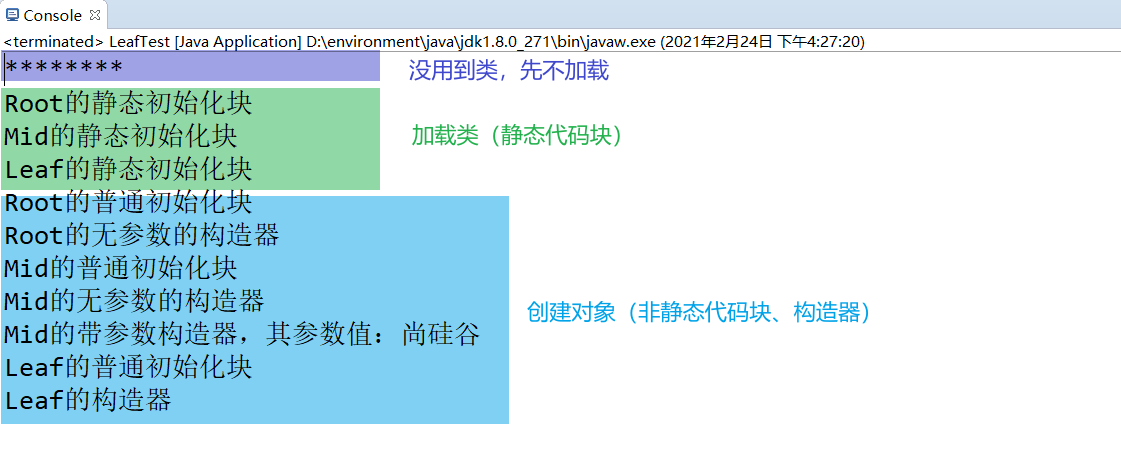 Console
<terminated> LeafTest [Java Application] D:\environment\java\jdk1.8.0_271\bin\javaw.exe (2021年2月24日 下午4:27:20)
******** 没用到类，先不加载
Root的静态初始化块
Mid的静态初始化块 加载类（静态代码块）
Leaf的静态初始化块
Root的普通初始化块
Root的无参数的构造器
Mid的普通初始化块
Mid的无参数的构造器 创建对象（非静态代码块、构造器）
Mid的带参数构造器，其参数值：尚硅谷
Leaf的普通初始化块
Leaf的构造器